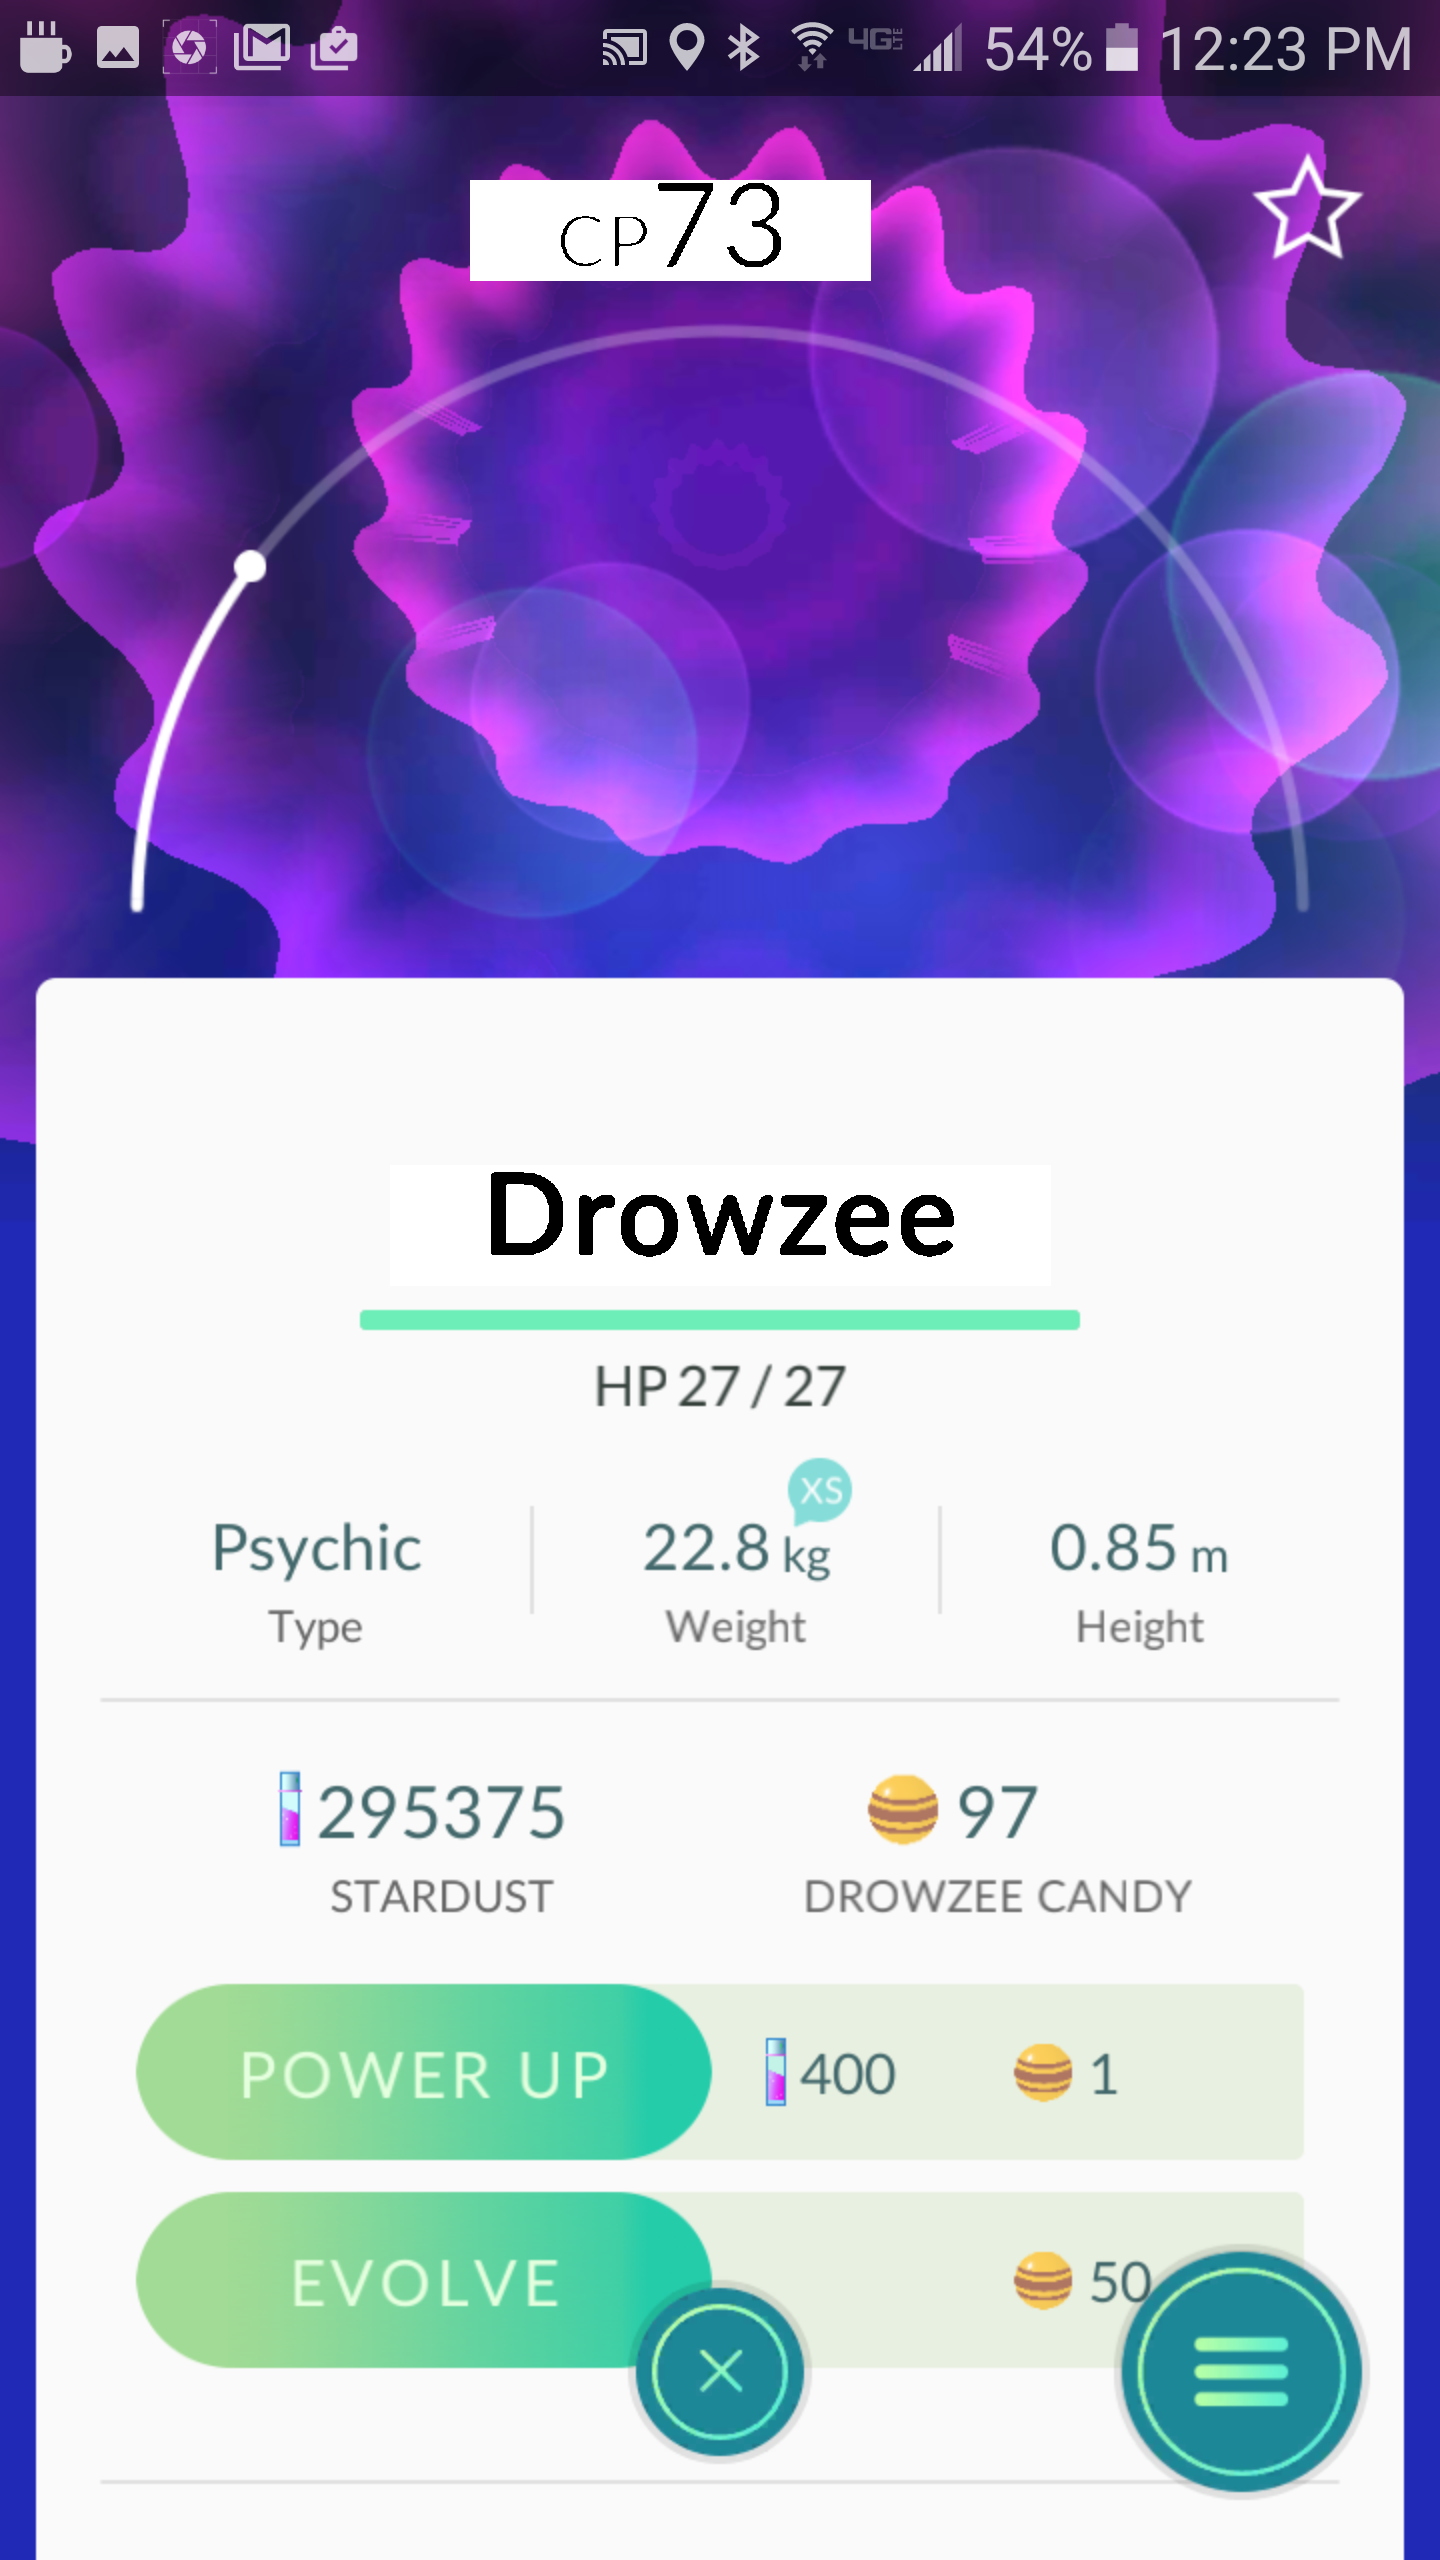 4G LTE 54% 12:23 PM
CP73
Drowzee
HP 27 / 27
XS
Psychic 22.8 kg 0.85 m
Type Weight Height
295375 97
STARDUST DROWZEE CANDY
POWER UP 400 1
EVOLVE 50